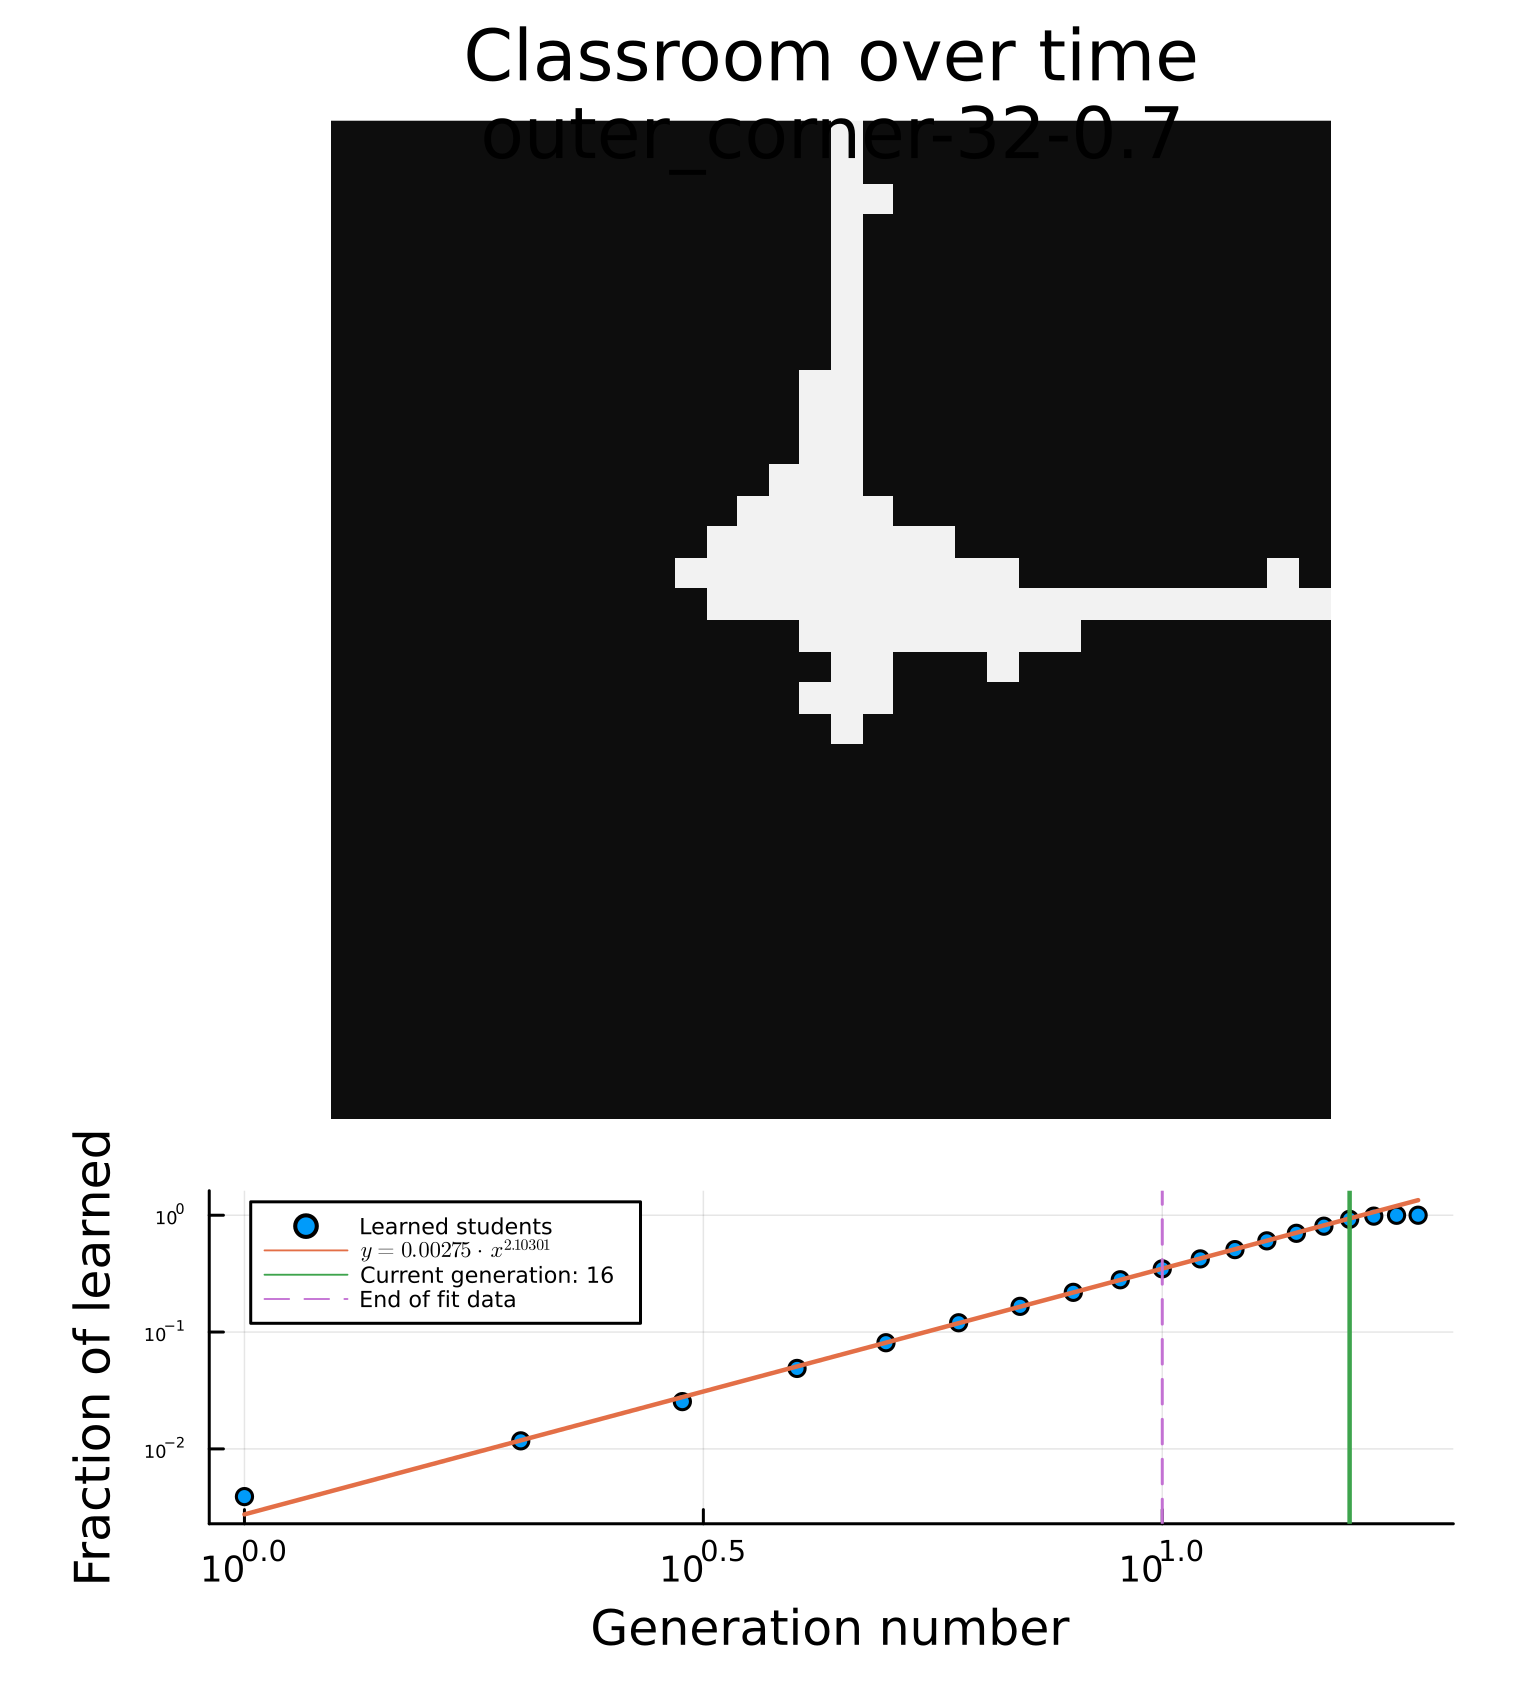 Classroom over time
outer_corner-32-0.7
Fraction of learned
10^0
10^−1
10^−2
Learned students
y = 0.00275 · x^2.10301
Current generation: 16
End of fit data
10^0.0 10^0.5 10^1.0
Generation number